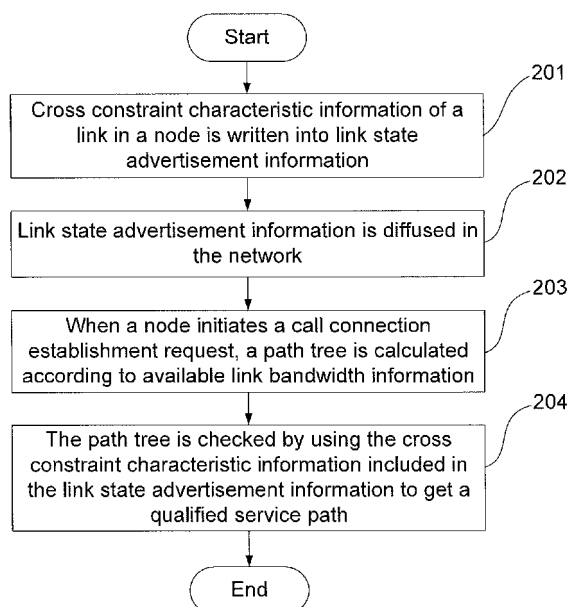 Start
201
Cross constraint characteristic information of a
link in a node is written into link state
advertisement information
202
Link state advertisement information is diffused in
the network
203
When a node initiates a call connection
establishment request, a path tree is calculated
according to available link bandwidth information
204
The path tree is checked by using the cross
constraint characteristic information included in
the link state advertisement information to get a
qualified service path
End